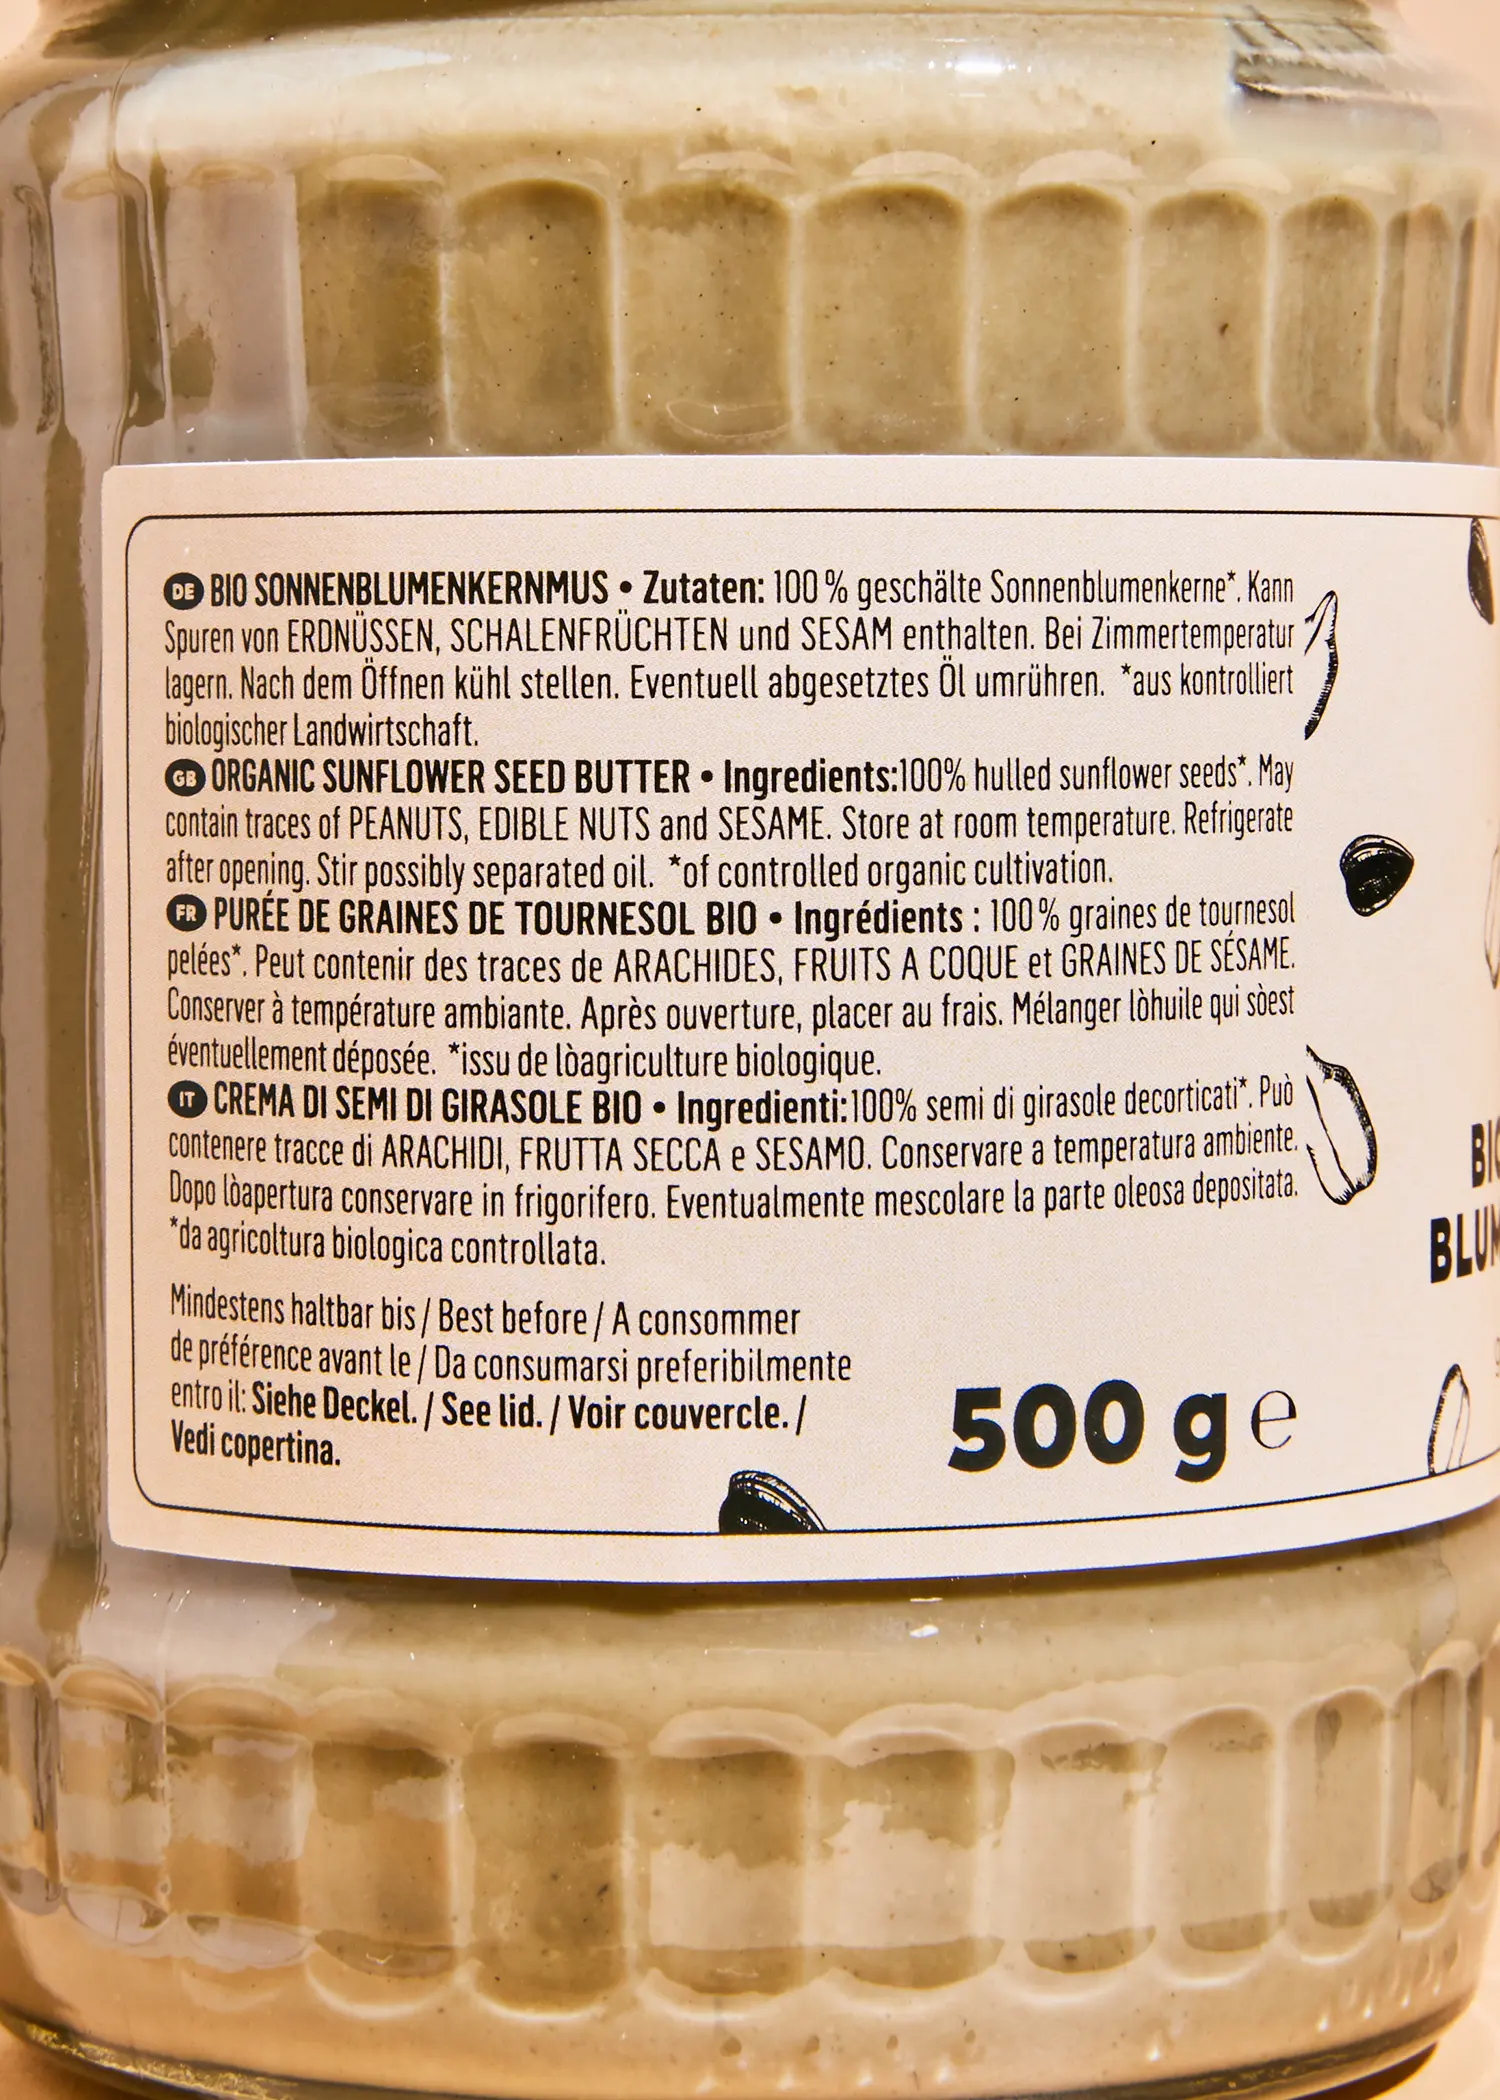 DE BIO SONNENBLUMENKERNMUS • Zutaten: 100 % geschälte Sonnenblumenkerne*. Kann
Spuren von ERDNÜSSEN, SCHALENFRÜCHTEN und SESAM enthalten. Bei Zimmertemperatur
lagern. Nach dem Öffnen kühl stellen. Eventuell abgesetztes Öl umrühren. *aus kontrolliert
biologischer Landwirtschaft.
GB ORGANIC SUNFLOWER SEED BUTTER • Ingredients:100% hulled sunflower seeds*. May
contain traces of PEANUTS, EDIBLE NUTS and SESAME. Store at room temperature. Refrigerate
after opening. Stir possibly separated oil. *of controlled organic cultivation.
FR PURÉE DE GRAINES DE TOURNESOL BIO • Ingrédients : 100% graines de tournesol
pelées*. Peut contenir des traces de ARACHIDES, FRUITS A COQUE et GRAINES DE SÉSAME.
Conserver à température ambiante. Après ouverture, placer au frais. Mélanger lòhuile qui sòest
éventuellement déposée. *issu de lòagriculture biologique.
IT CREMA DI SEMI DI GIRASOLE BIO • Ingredienti:100% semi di girasole decorticati*. Può
contenere tracce di ARACHIDI, FRUTTA SECCA e SESAMO. Conservare a temperatura ambiente.
Dopo lòapertura conservare in frigorifero. Eventualmente mescolare la parte oleosa depositata.
*da agricoltura biologica controllata.
Mindestens haltbar bis / Best before / A consommer
de préférence avant le / Da consumarsi preferibilmente
entro il: Siehe Deckel. / See lid. / Voir couvercle. /
Vedi copertina.
500 g e